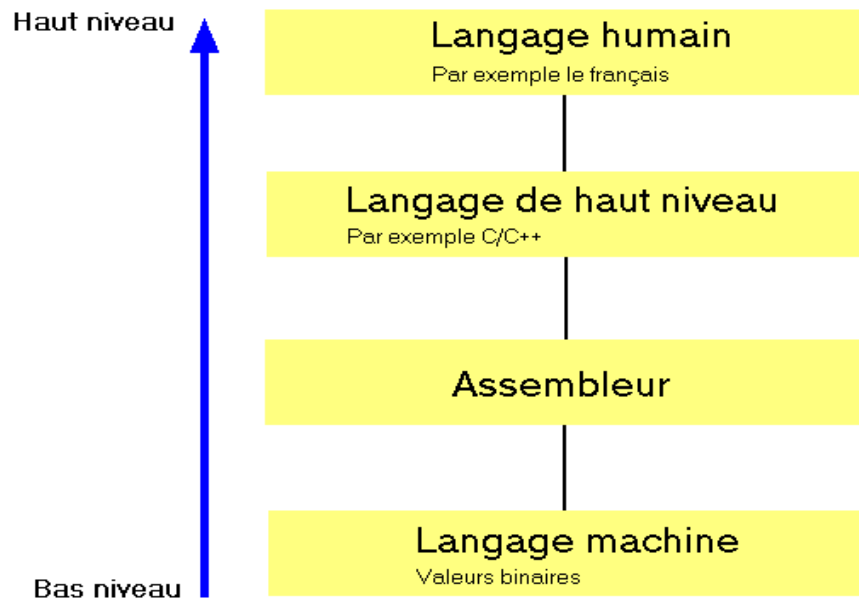 Haut niveau
Langage humain
Par exemple le français
Langage de haut niveau
Par exemple C/C++
Assembleur
Langage machine
Valeurs binaires
Bas niveau